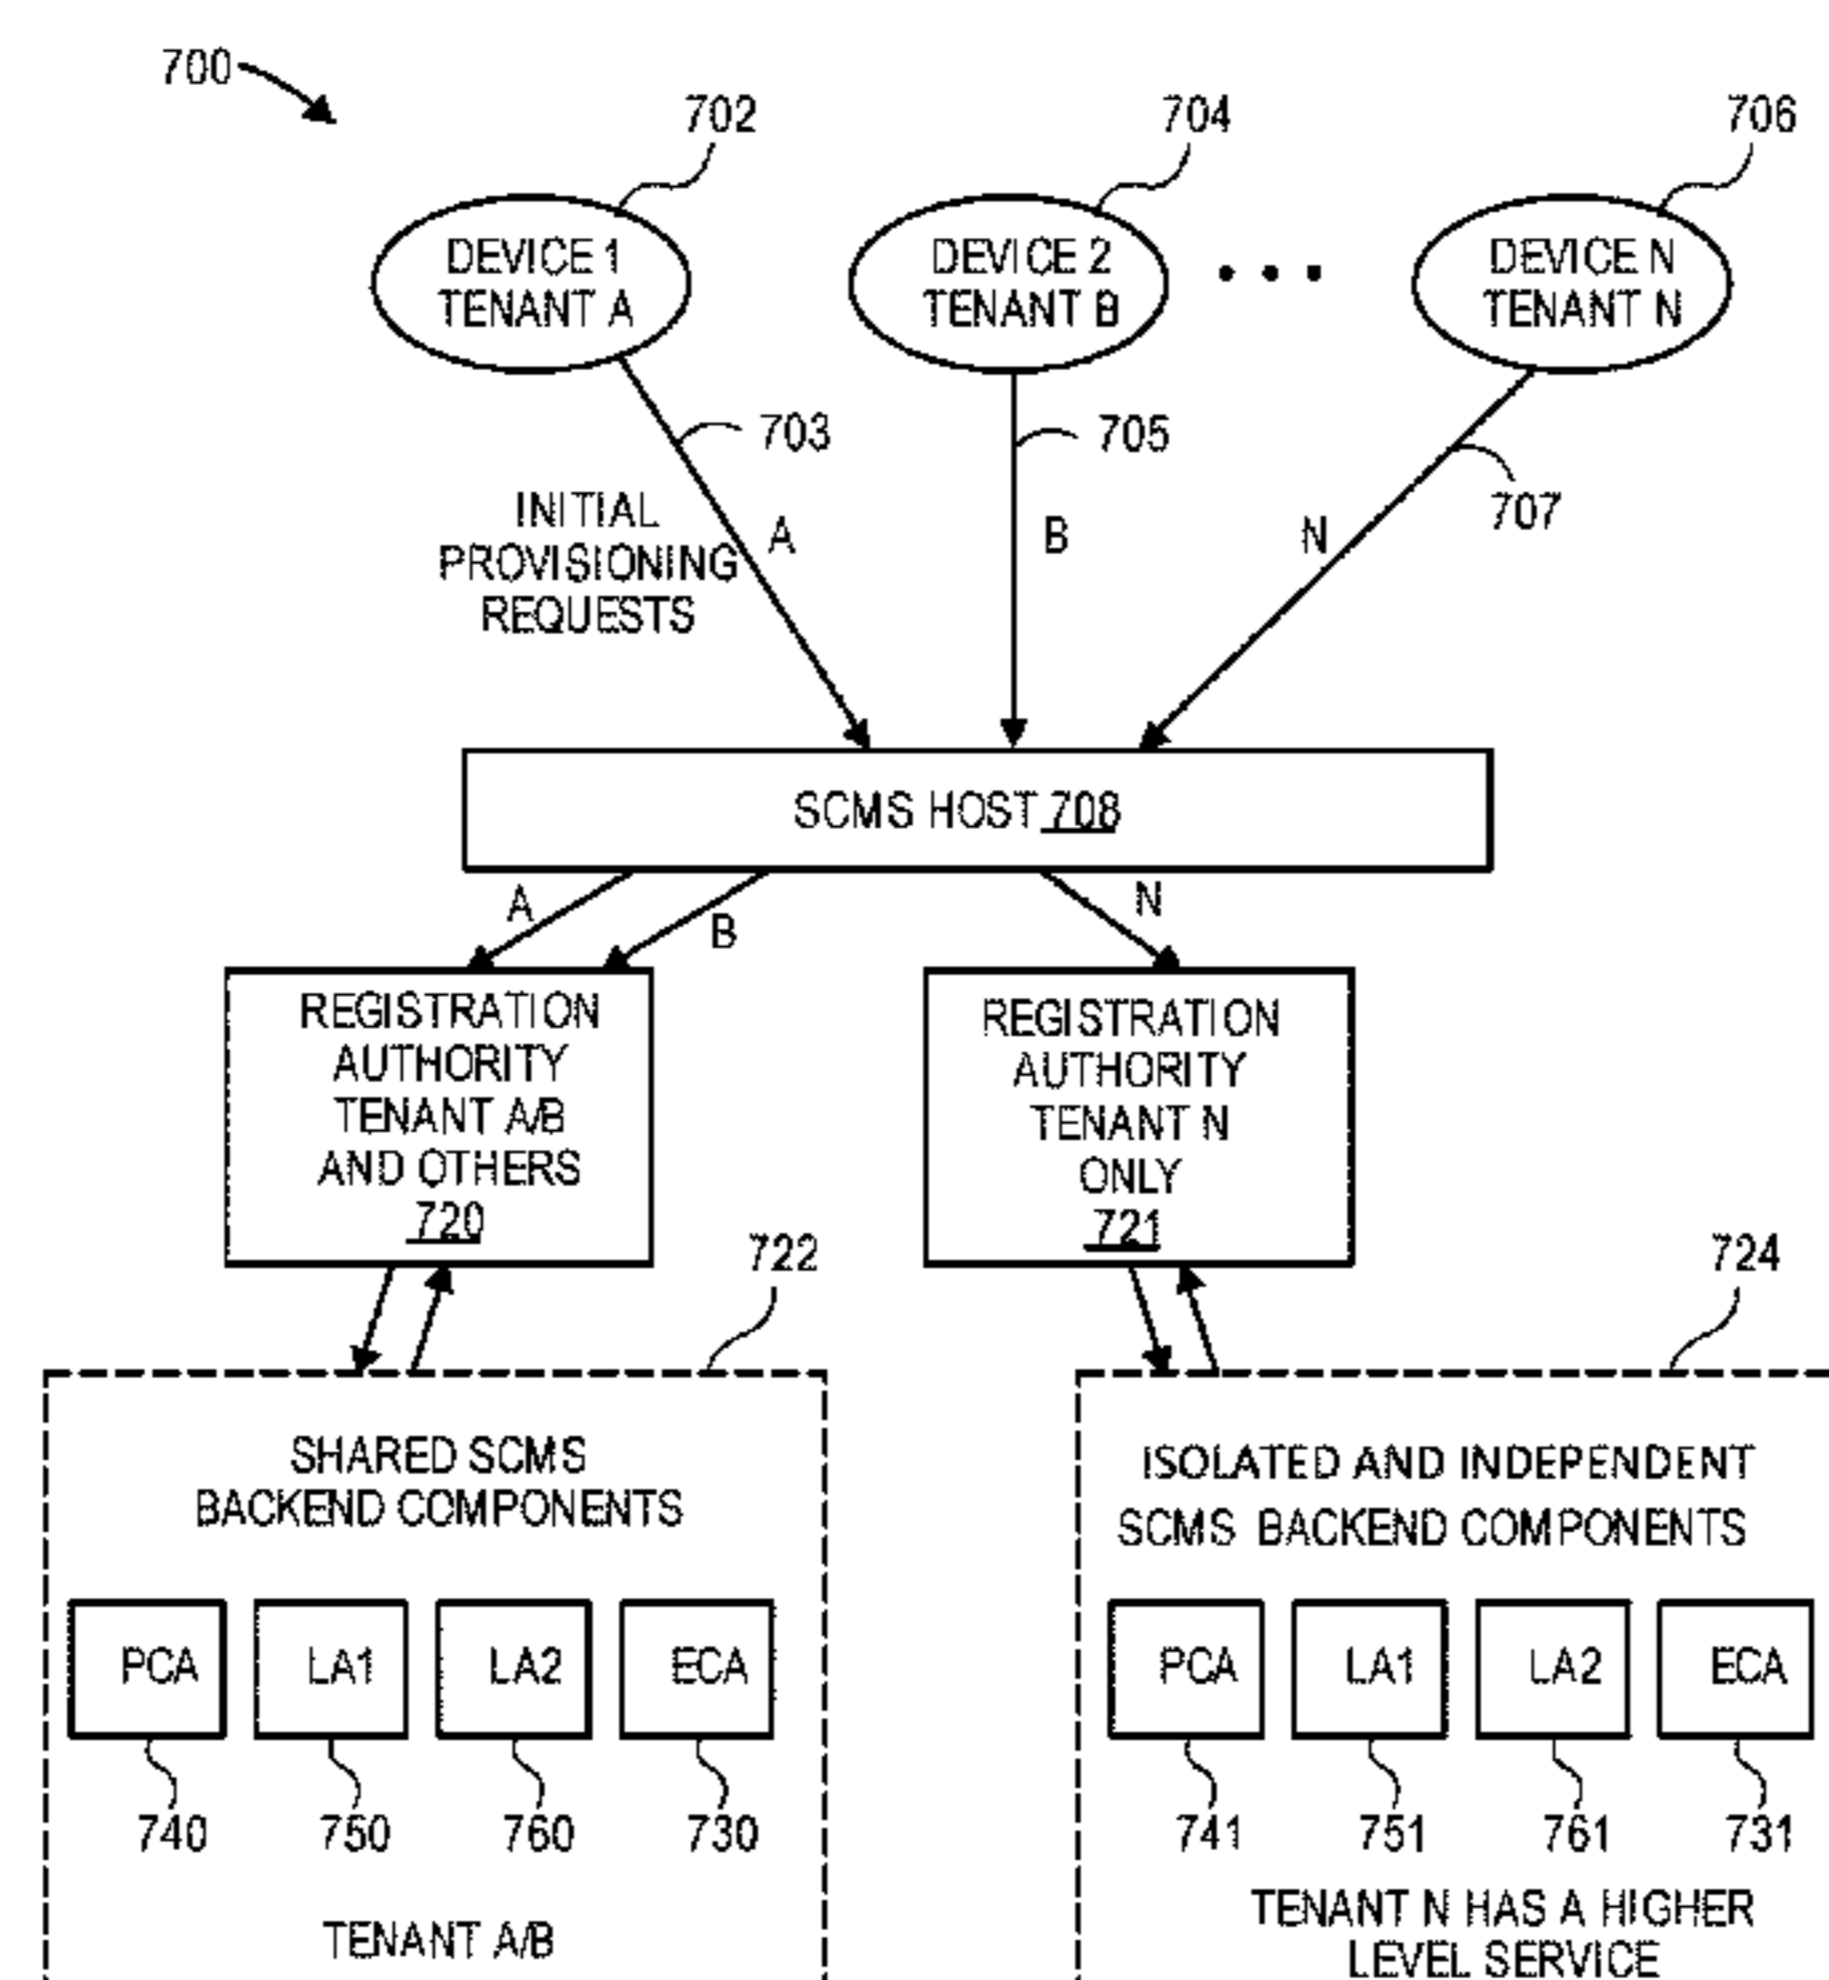 700
702
704
706
DEVICE 1
TENANT A
DEVICE 2
TENANT B
DEVICE N
TENANT N
703
705
707
INITIAL
PROVISIONING
REQUESTS
A
B
N
SCMS HOST 708
A
B
N
REGISTRATION
AUTHORITY
TENANT A/B
AND OTHERS
720
REGISTRATION
AUTHORITY
TENANT N
ONLY
721
722
724
SHARED SCMS
BACKEND COMPONENTS
PCA
LA1
LA2
ECA
740
750
760
730
TENANT A/B
ISOLATED AND INDEPENDENT
SCMS BACKEND COMPONENTS
PCA
LA1
LA2
ECA
741
751
761
731
TENANT N HAS A HIGHER
LEVEL SERVICE